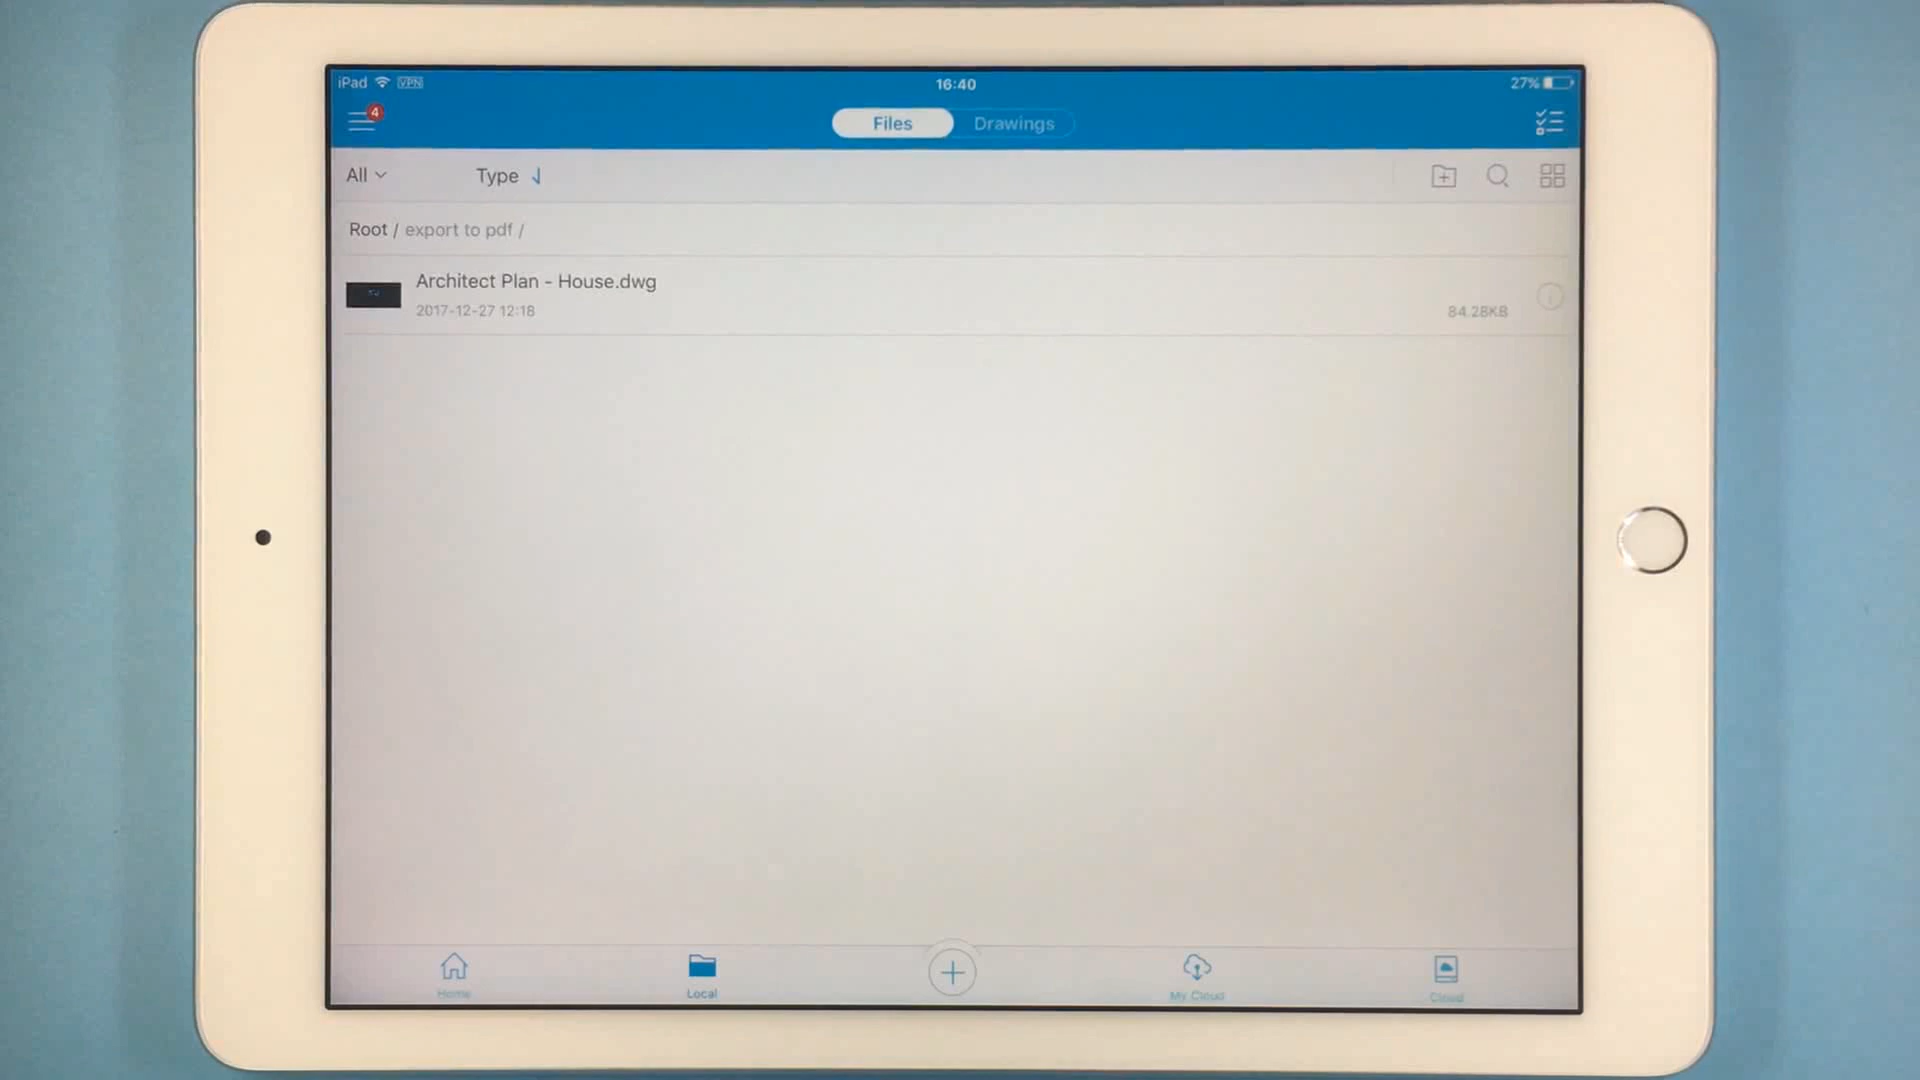 iPad VPN 16:40 27%
4
Files Drawings
All Type
Root / export to pdf /
Architect Plan - House.dwg
2017-12-27 12:18 84.28KB
Home Local My Cloud Cloud